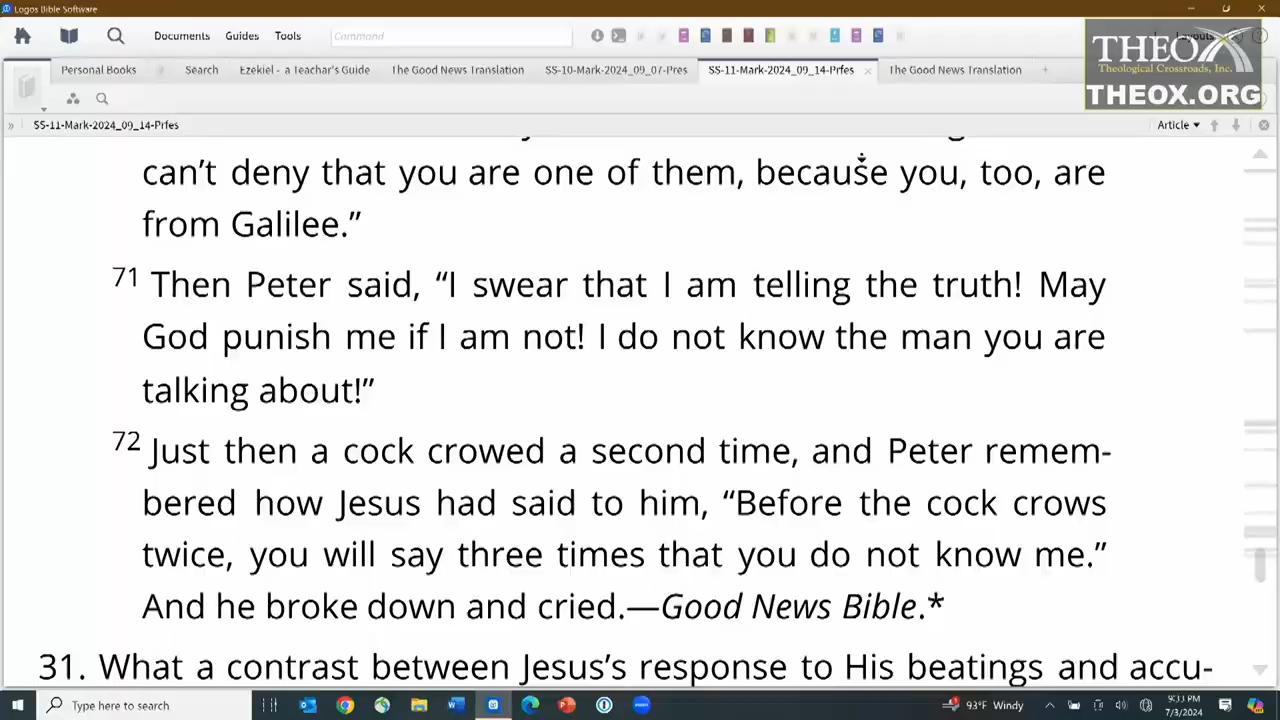 Logos Bible Software
Documents Guides Tools Command Layouts
THEOX
Theological Crossroads, Inc.
THEOX.ORG
Personal Books Search Ezekiel - a Teacher's Guide SS-10-Mark-2024_09_07-Prfes SS-11-Mark-2024_09_14-Prfes The Good News Translation
SS-11-Mark-2024_09_14-Prfes Article
can’t deny that you are one of them, because you, too, are
from Galilee.”
71 Then Peter said, “I swear that I am telling the truth! May
God punish me if I am not! I do not know the man you are
talking about!”
72 Just then a cock crowed a second time, and Peter remem-
bered how Jesus had said to him, “Before the cock crows
twice, you will say three times that you do not know me.”
And he broke down and cried.—Good News Bible.*
31. What a contrast between Jesus’s response to His beatings and accu-
Type here to search 93°F Windy 9:33 PM
7/3/2024